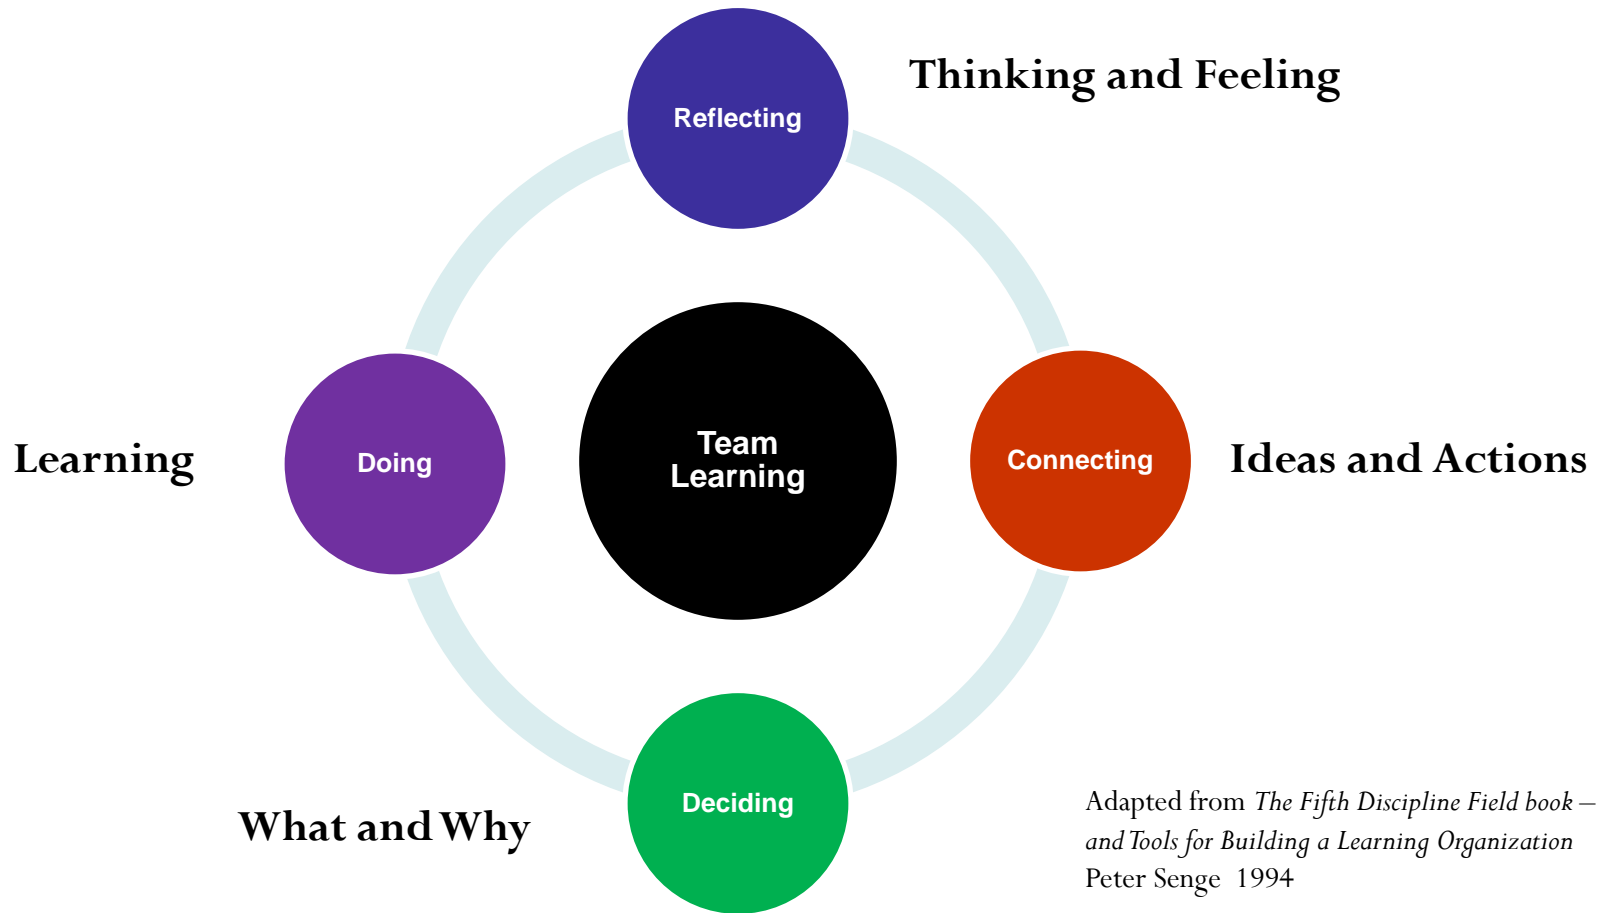 Reflecting
Thinking and Feeling
Learning
Doing
Team
Learning
Connecting
Ideas and Actions
What and Why
Deciding
Adapted from The Fifth Discipline Field book –
and Tools for Building a Learning Organization
Peter Senge 1994